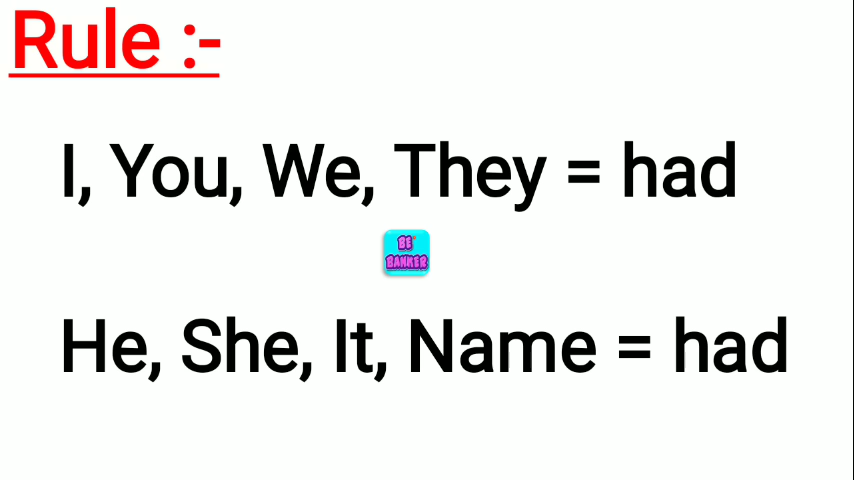 Rule :-
I, You, We, They = had
BE
BANKER
He, She, It, Name = had